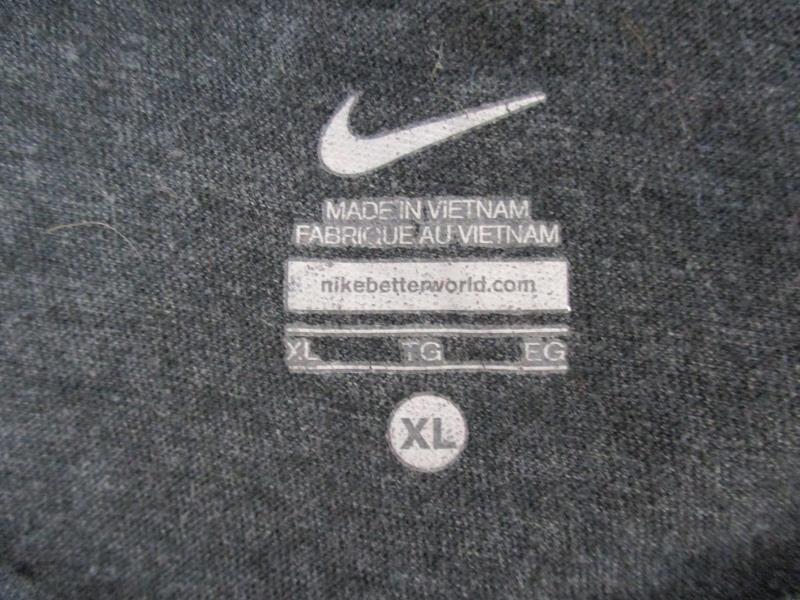 MADE IN VIETNAM
FABRIQUE AU VIETNAM
nikebetterworld.com
XL TG EG
XL